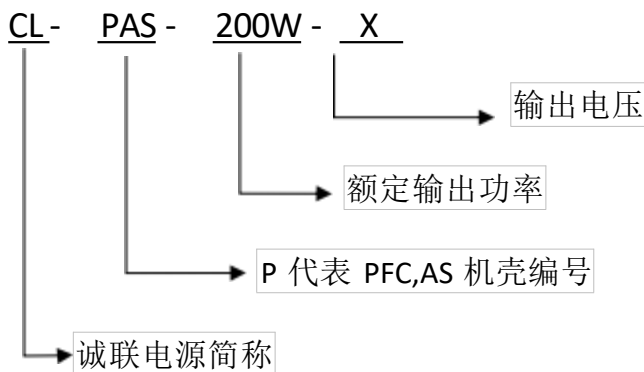 CL- PAS- 200W- X
输出电压
额定输出功率
P 代表 PFC,AS 机壳编号
诚联电源简称